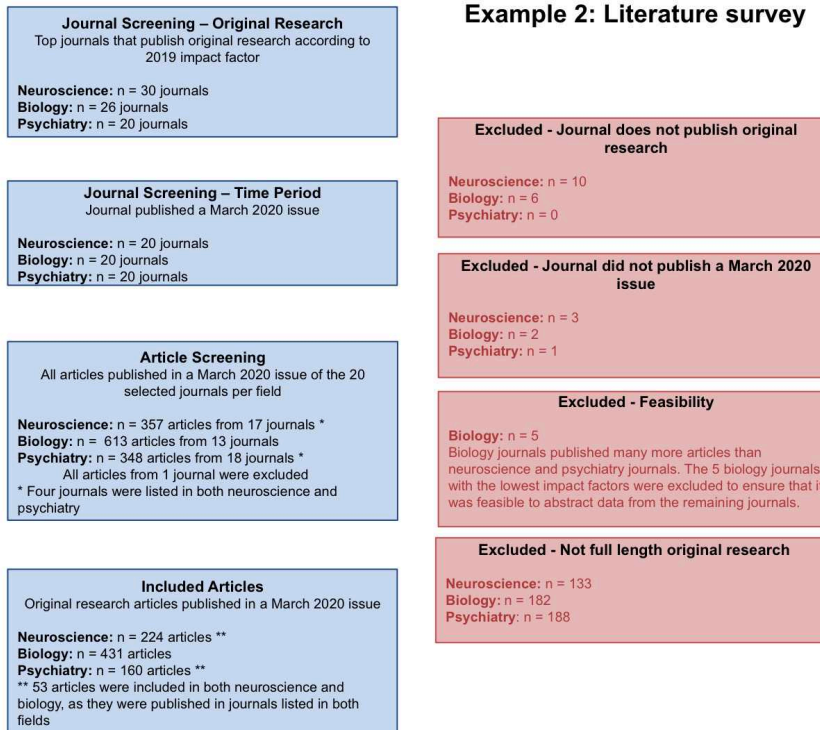 Journal Screening – Original Research
Top journals that publish original research according to
2019 impact factor
Neuroscience: n = 30 journals
Biology: n = 26 journals
Psychiatry: n = 20 journals
Journal Screening – Time Period
Journal published a March 2020 issue
Neuroscience: n = 20 journals
Biology: n = 20 journals
Psychiatry: n = 20 journals
Article Screening
All articles published in a March 2020 issue of the 20
selected journals per field
Neuroscience: n = 357 articles from 17 journals *
Biology: n =  613 articles from 13 journals
Psychiatry: n = 348 articles from 18 journals *
All articles from 1 journal were excluded
* Four journals were listed in both neuroscience and
psychiatry
Included Articles
Original research articles published in a March 2020 issue
Neuroscience: n = 224 articles **
Biology: n = 431 articles
Psychiatry: n = 160 articles **
** 53 articles were included in both neuroscience and
biology, as they were published in journals listed in both
fields
Example 2: Literature survey
Excluded - Journal does not publish original
research
Neuroscience: n = 10
Biology: n = 6
Psychiatry: n = 0
Excluded - Journal did not publish a March 2020
issue
Neuroscience: n = 3
Biology: n = 2
Psychiatry: n = 1
Excluded - Feasibility
Biology: n = 5
Biology journals published many more articles than
neuroscience and psychiatry journals. The 5 biology journals
with the lowest impact factors were excluded to ensure that
was feasible to abstract data from the remaining journals.
Excluded - Not full length original research
Neuroscience: n = 133
Biology: n = 182
Psychiatry: n = 188